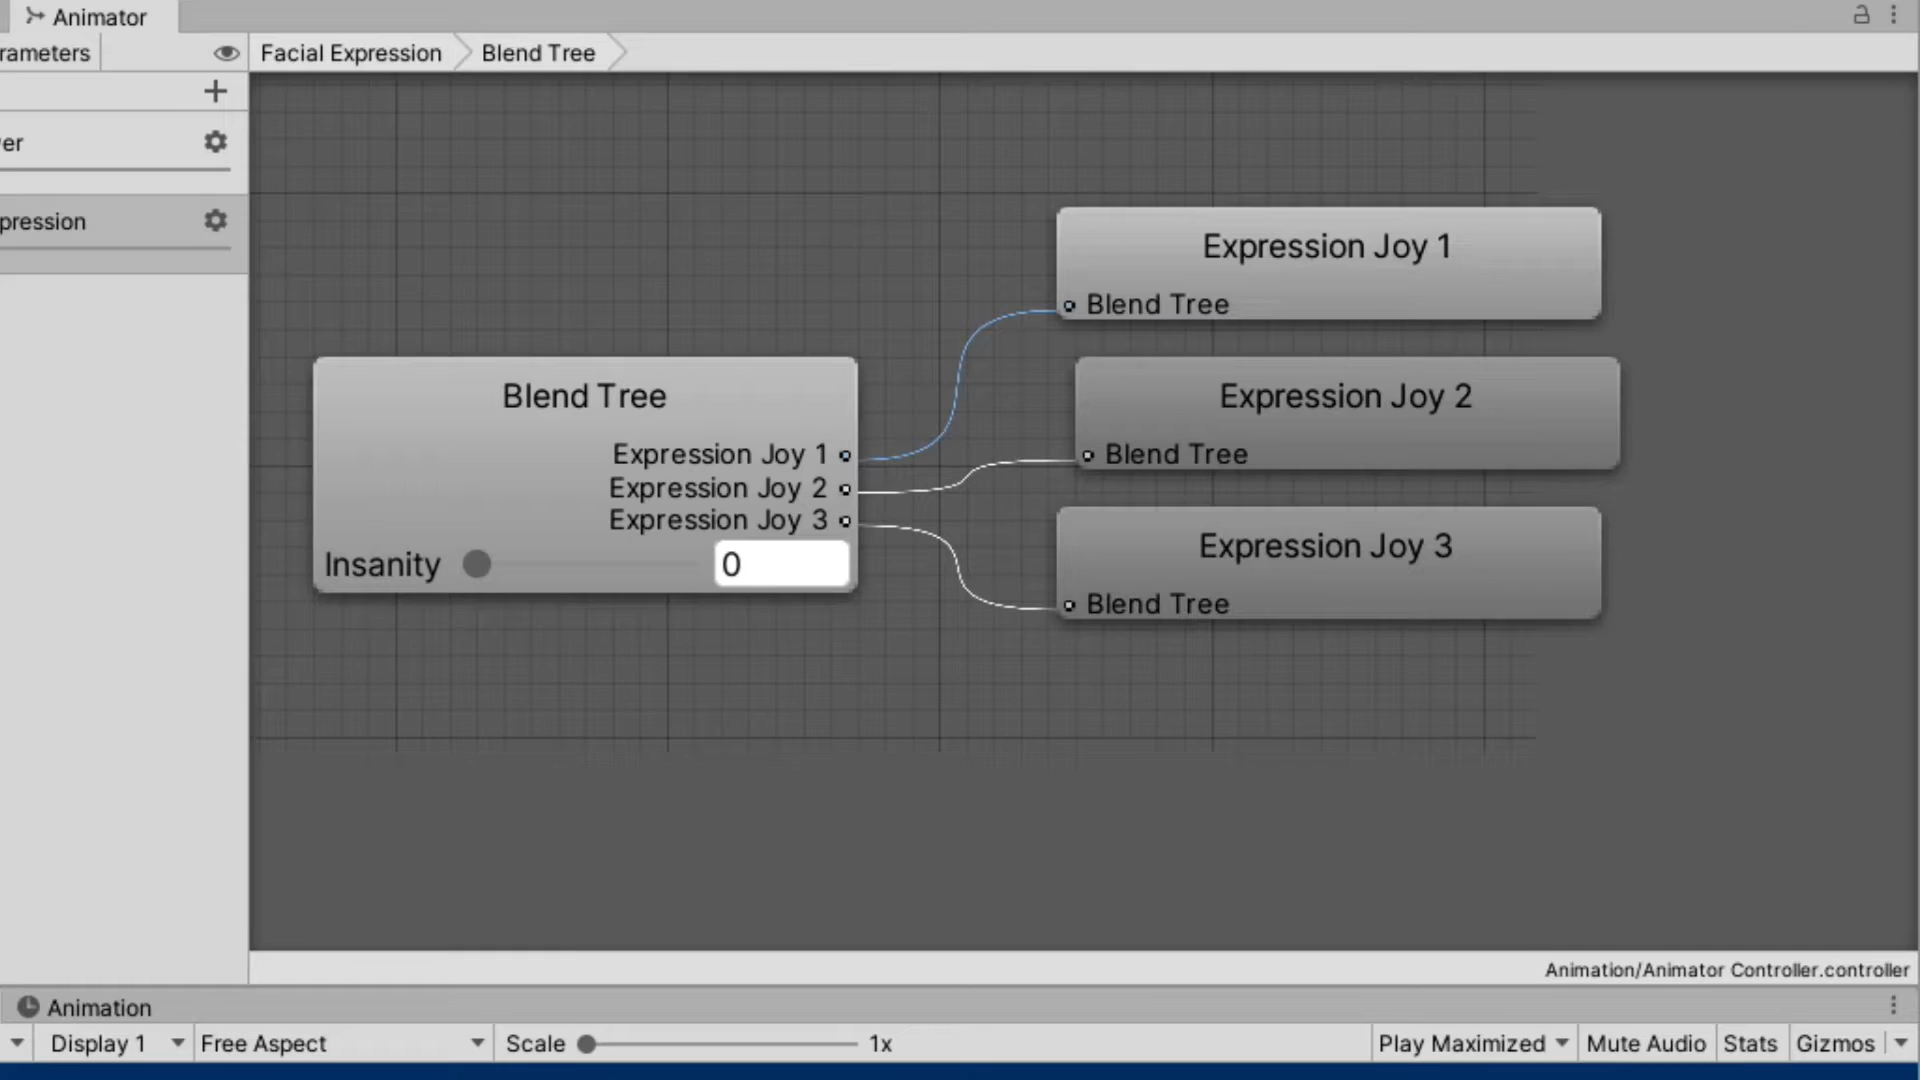 Animator
rameters
Facial Expression
Blend Tree
er
pression
Expression Joy 1
Blend Tree
Expression Joy 2
Blend Tree
Expression Joy 3
Blend Tree
Blend Tree
Expression Joy 1
Expression Joy 2
Expression Joy 3
Insanity 0
Animation/Animator Controller.controller
Animation
Display 1
Free Aspect
Scale
1x
Play Maximized
Mute Audio
Stats
Gizmos